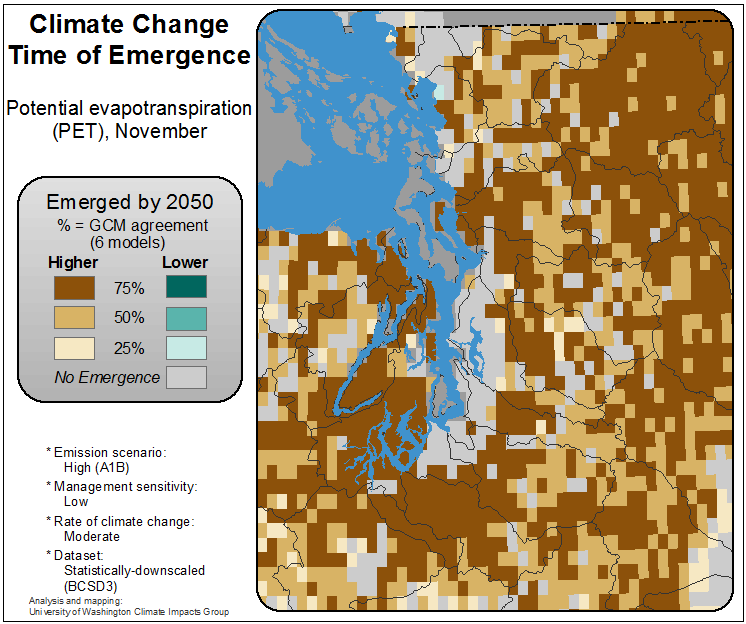 Climate Change
Time of Emergence
Potential evapotranspiration
(PET), November
Emerged by 2050
% = GCM agreement
(6 models)
Higher Lower
75%
50%
25%
No Emergence
* Emission scenario:
High (A1B)
* Management sensitivity:
Low
* Rate of climate change:
Moderate
* Dataset:
Statistically-downscaled
(BCSD3)
Analysis and mapping:
University of Washington Climate Impacts Group